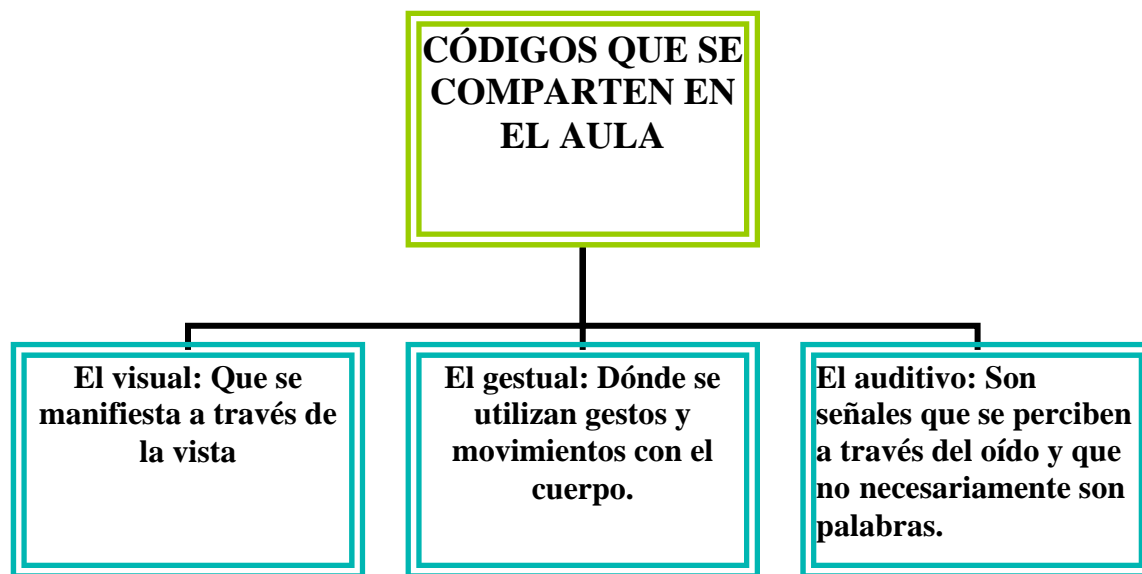 CÓDIGOS QUE SE
COMPARTEN EN
EL AULA
El visual: Que se
manifiesta a través de
la vista
El gestual: Dónde se
utilizan gestos y
movimientos con el
cuerpo.
El auditivo: Son
señales que se perciben
a través del oído y que
no necesariamente son
palabras.